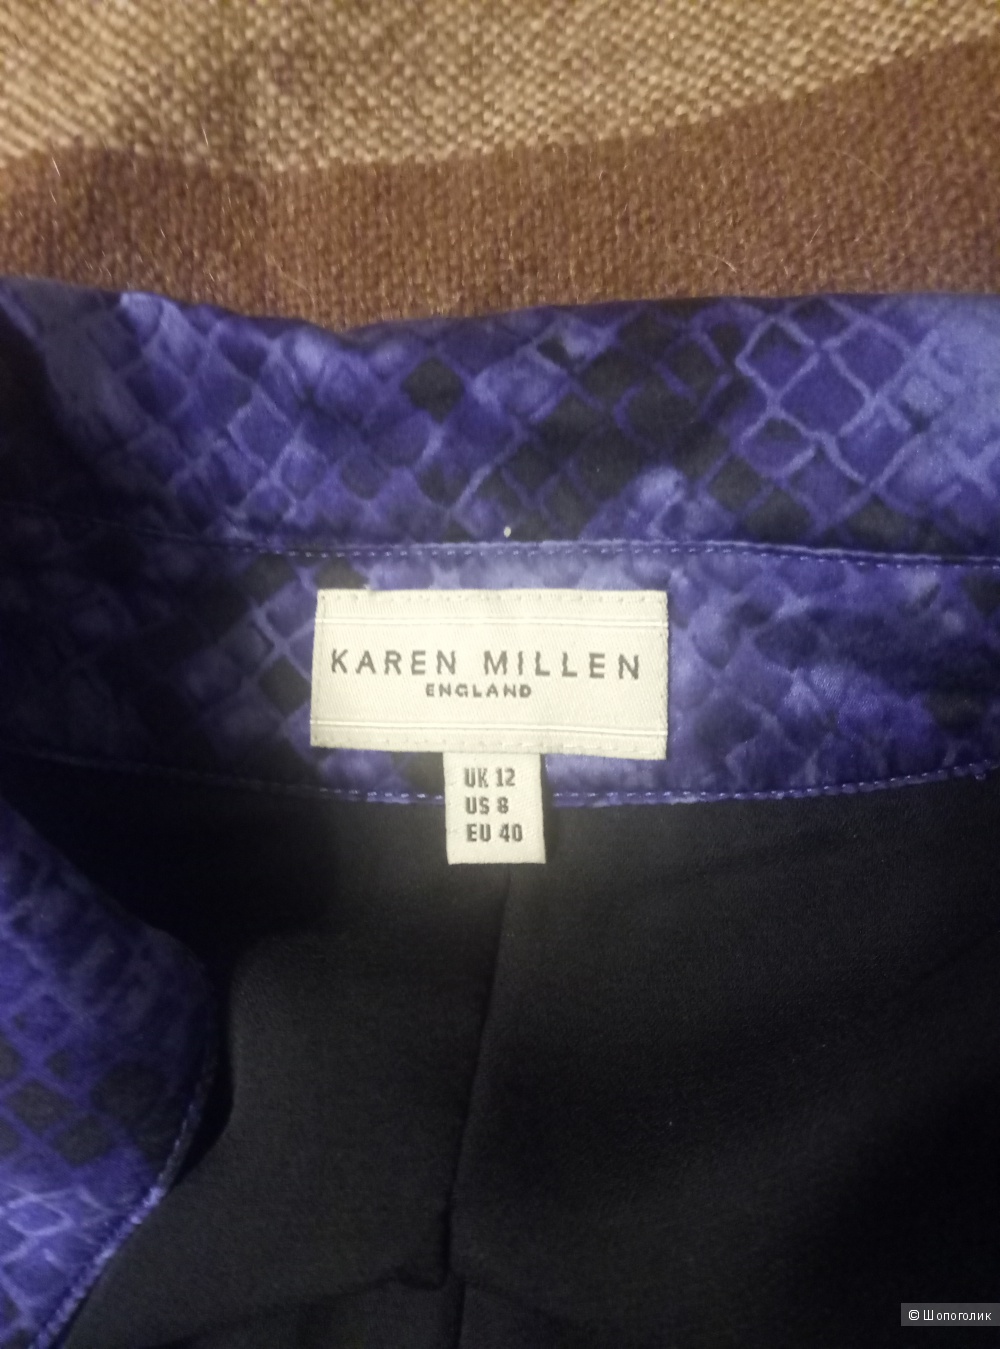 KAREN MILLEN
ENGLAND
UK 12
US 8
EU 40
© Шопоголик